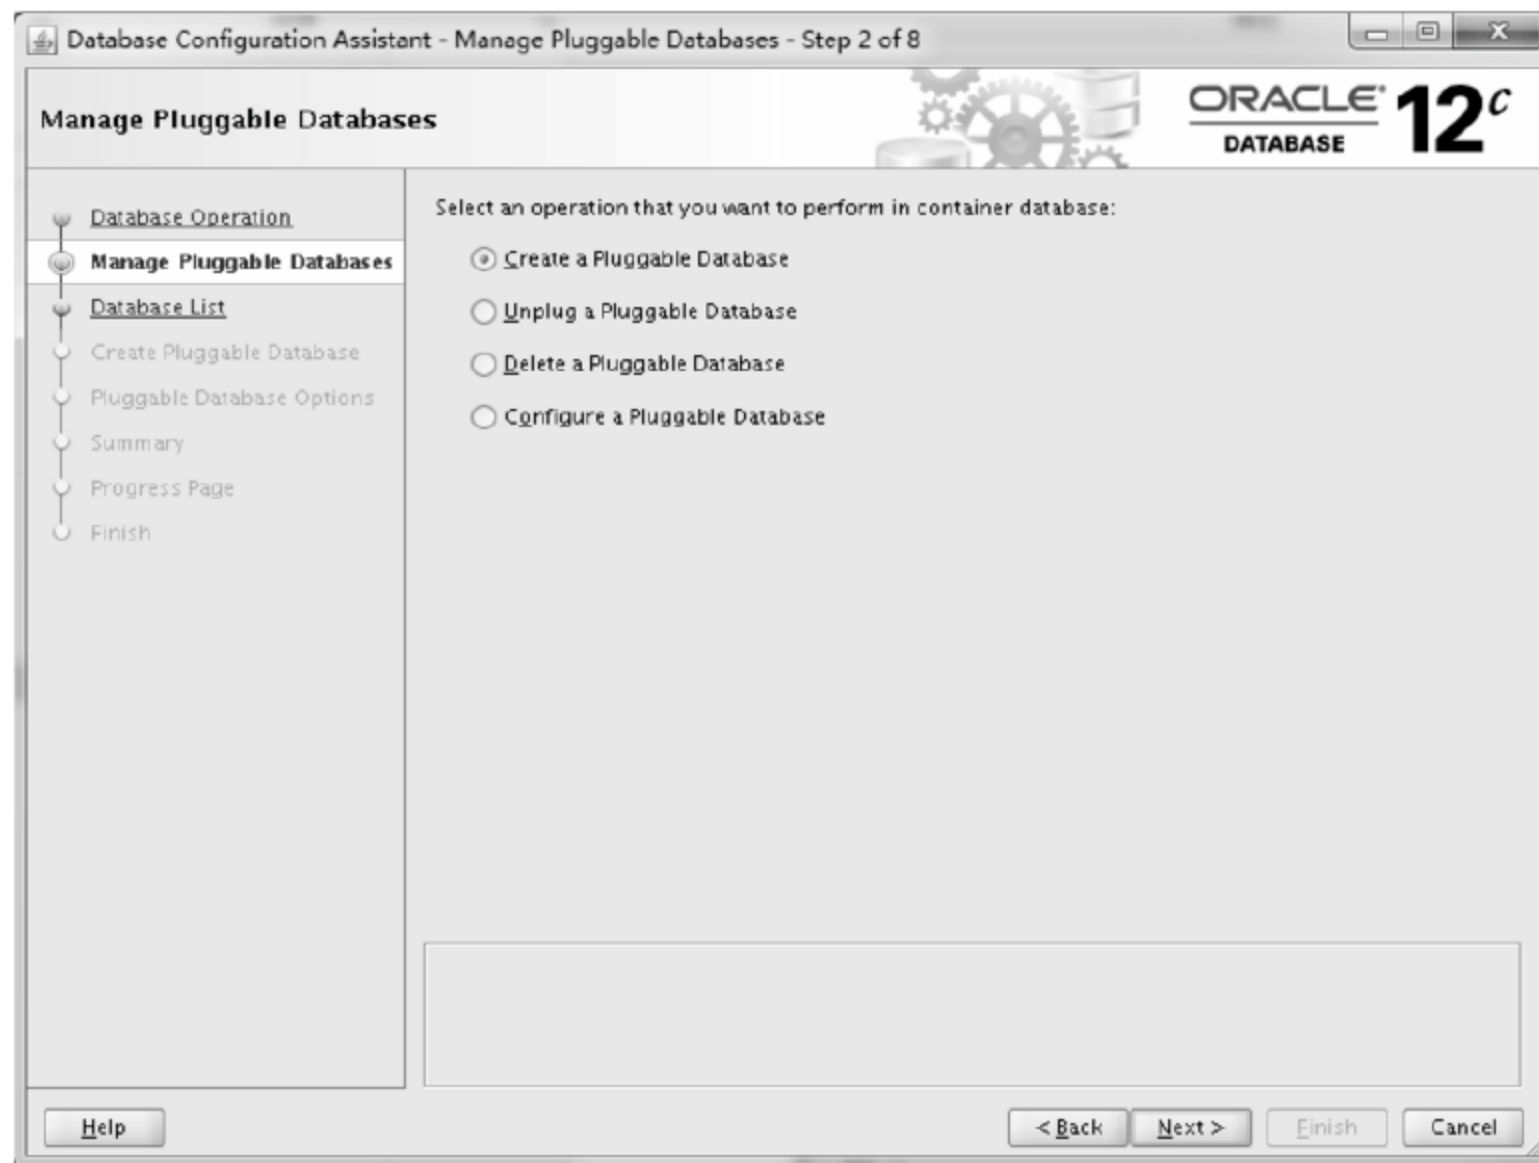 Database Configuration Assistant - Manage Pluggable Databases - Step 2 of 8
Manage Pluggable Databases
ORACLE
DATABASE
12c
Database Operation
Manage Pluggable Databases
Database List
Create Pluggable Database
Pluggable Database Options
Summary
Progress Page
Finish
Select an operation that you want to perform in container database:
Create a Pluggable Database
Unplug a Pluggable Database
Delete a Pluggable Database
Configure a Pluggable Database
Help
< Back
Next >
Finish
Cancel